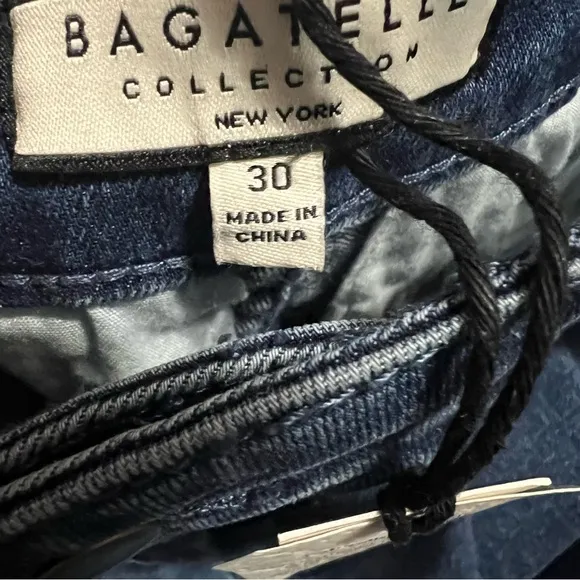 BAGATELLE
COLLECTION
NEW YORK
30
MADE IN
CHINA